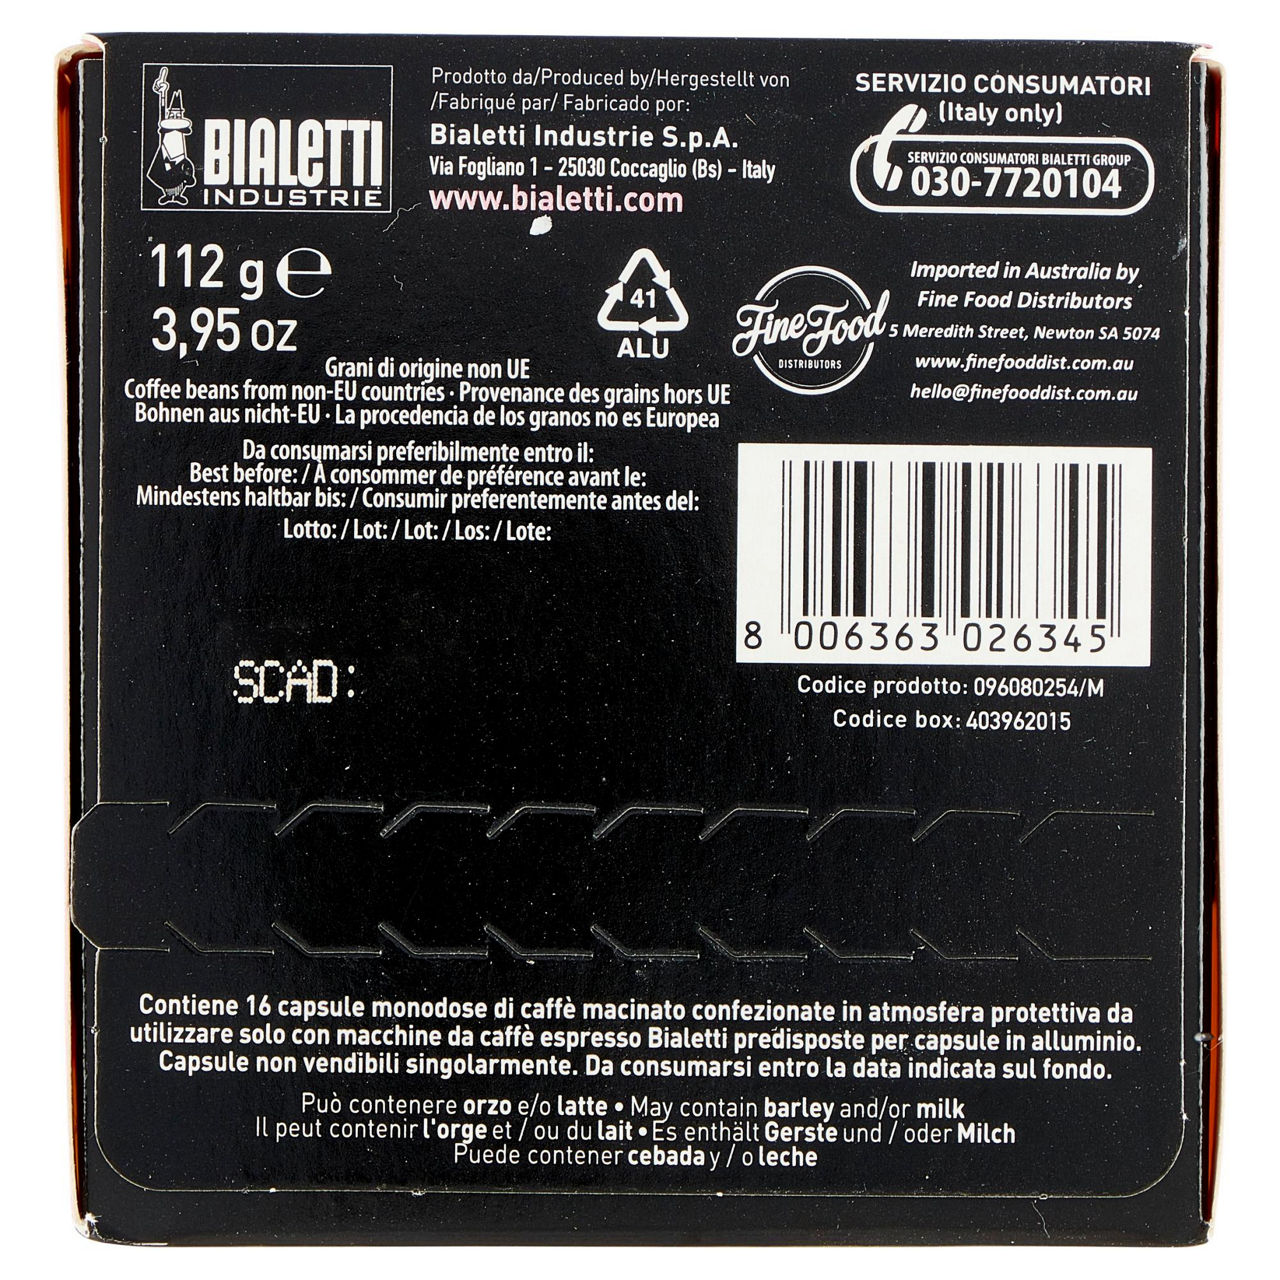 BIALETTI
INDUSTRIE
Prodotto da/Produced by/Hergestellt von
/Fabriqué par/ Fabricado por:
Bialetti Industrie S.p.A.
Via Fogliano 1 - 25030 Coccaglio (Bs) - Italy
www.bialetti.com
SERVIZIO CONSUMATORI
(Italy only)
SERVIZIO CONSUMATORI BIALETTI GROUP
030-7720104
112 g ℮
3,95 oz
41
ALU
Fine Food
DISTRIBUTORS
Imported in Australia by
Fine Food Distributors
5 Meredith Street, Newton SA 5074
www.finefooddist.com.au
hello@finefooddist.com.au
Grani di origine non UE
Coffee beans from non-EU countries · Provenance des grains hors UE
Bohnen aus nicht-EU · La procedencia de los granos no es Europea
Da consumarsi preferibilmente entro il:
Best before: / À consommer de préférence avant le:
Mindestens haltbar bis: / Consumir preferentemente antes del:
Lotto: / Lot: / Lot: / Los: / Lote:
8 006363 026345
SCAD:
Codice prodotto: 096080254/M
Codice box: 403962015
Contiene 16 capsule monodose di caffè macinato confezionate in atmosfera protettiva da
utilizzare solo con macchine da caffè espresso Bialetti predisposte per capsule in alluminio.
Capsule non vendibili singolarmente. Da consumarsi entro la data indicata sul fondo.
Può contenere orzo e/o latte • May contain barley and/or milk
Il peut contenir l'orge et / ou du lait • Es enthält Gerste und / oder Milch
Puede contener cebada y / o leche